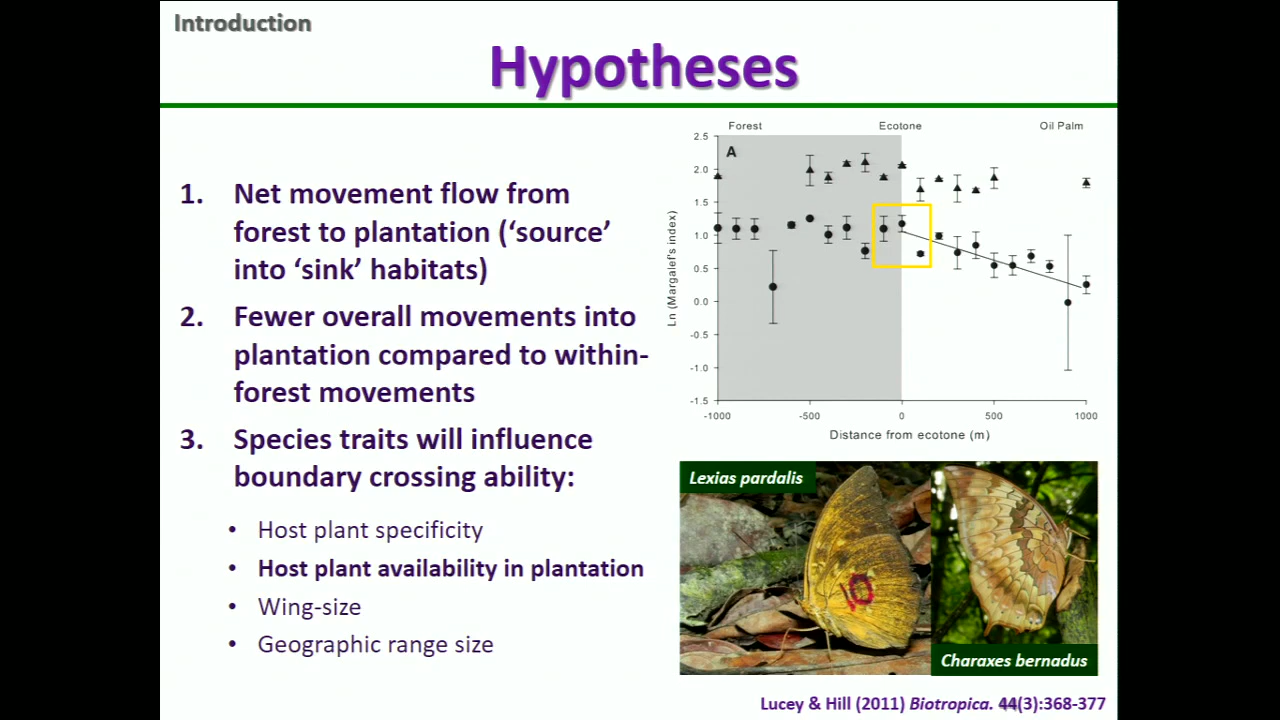 Introduction
Hypotheses
1. Net movement flow from
forest to plantation (‘source’
into ‘sink’ habitats)
2. Fewer overall movements into
plantation compared to within-
forest movements
3. Species traits will influence
boundary crossing ability:
• Host plant specificity
• Host plant availability in plantation
• Wing-size
• Geographic range size
Forest Ecotone Oil Palm
A
Ln (Margalef's index)
2.5
2.0
1.5
1.0
0.5
0.0
-0.5
-1.0
-1.5
-1000 -500 0 500 1000
Distance from ecotone (m)
Lexias pardalis
10
Charaxes bernadus
Lucey & Hill (2011) Biotropica. 44(3):368-377